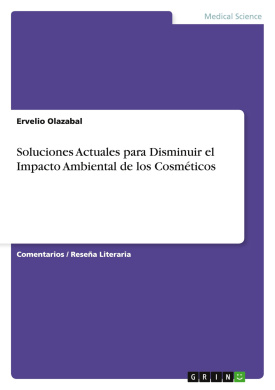 Medical Science
Ervelio Olazabal
Soluciones Actuales para Disminuir el
Impacto Ambiental de los Cosméticos
Comentarios / Reseña Literaria
GRIN